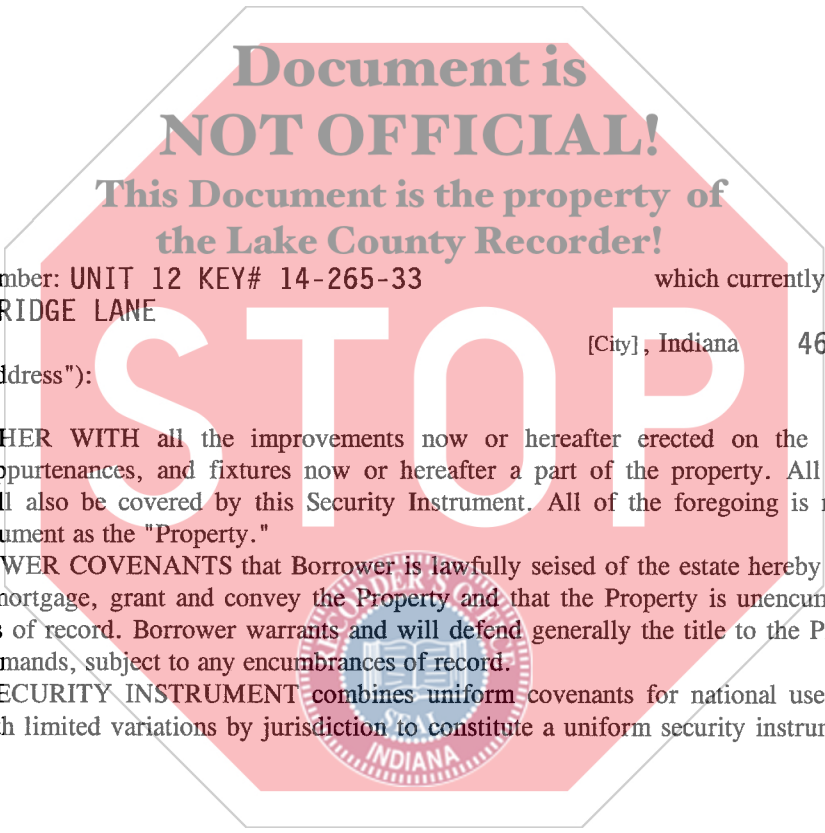 Document is
NOT OFFICIAL!
This Document is the property of
the Lake County Recorder!
mber: UNIT 12 KEY# 14-265-33 which currently
RIDGE LANE
[City], Indiana 46
ddress"):
STOP
HER WITH all the improvements now or hereafter erected on the
ppurtenances, and fixtures now or hereafter a part of the property. All
ll also be covered by this Security Instrument. All of the foregoing is
ument as the "Property."
WER COVENANTS that Borrower is lawfully seised of the estate hereby
mortgage, grant and convey the Property and that the Property is unencum
s of record. Borrower warrants and will defend generally the title to the P
mands, subject to any encumbrances of record.
ECURITY INSTRUMENT combines uniform covenants for national use
th limited variations by jurisdiction to constitute a uniform security instrum
RECORDER'S OFFICE
SEAL
INDIANA